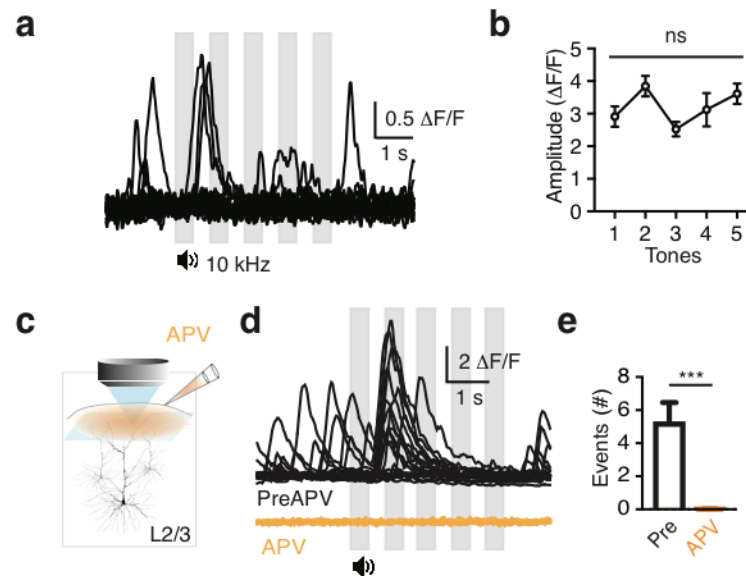 a
0.5 ΔF/F
1 s
10 kHz
b
ns
Amplitude (ΔF/F)
5
4
3
2
1
0
1 2 3 4 5
Tones
c
APV
L2/3
d
2 ΔF/F
1 s
PreAPV
APV
e
***
Events (#)
8
6
4
2
0
Pre
APV